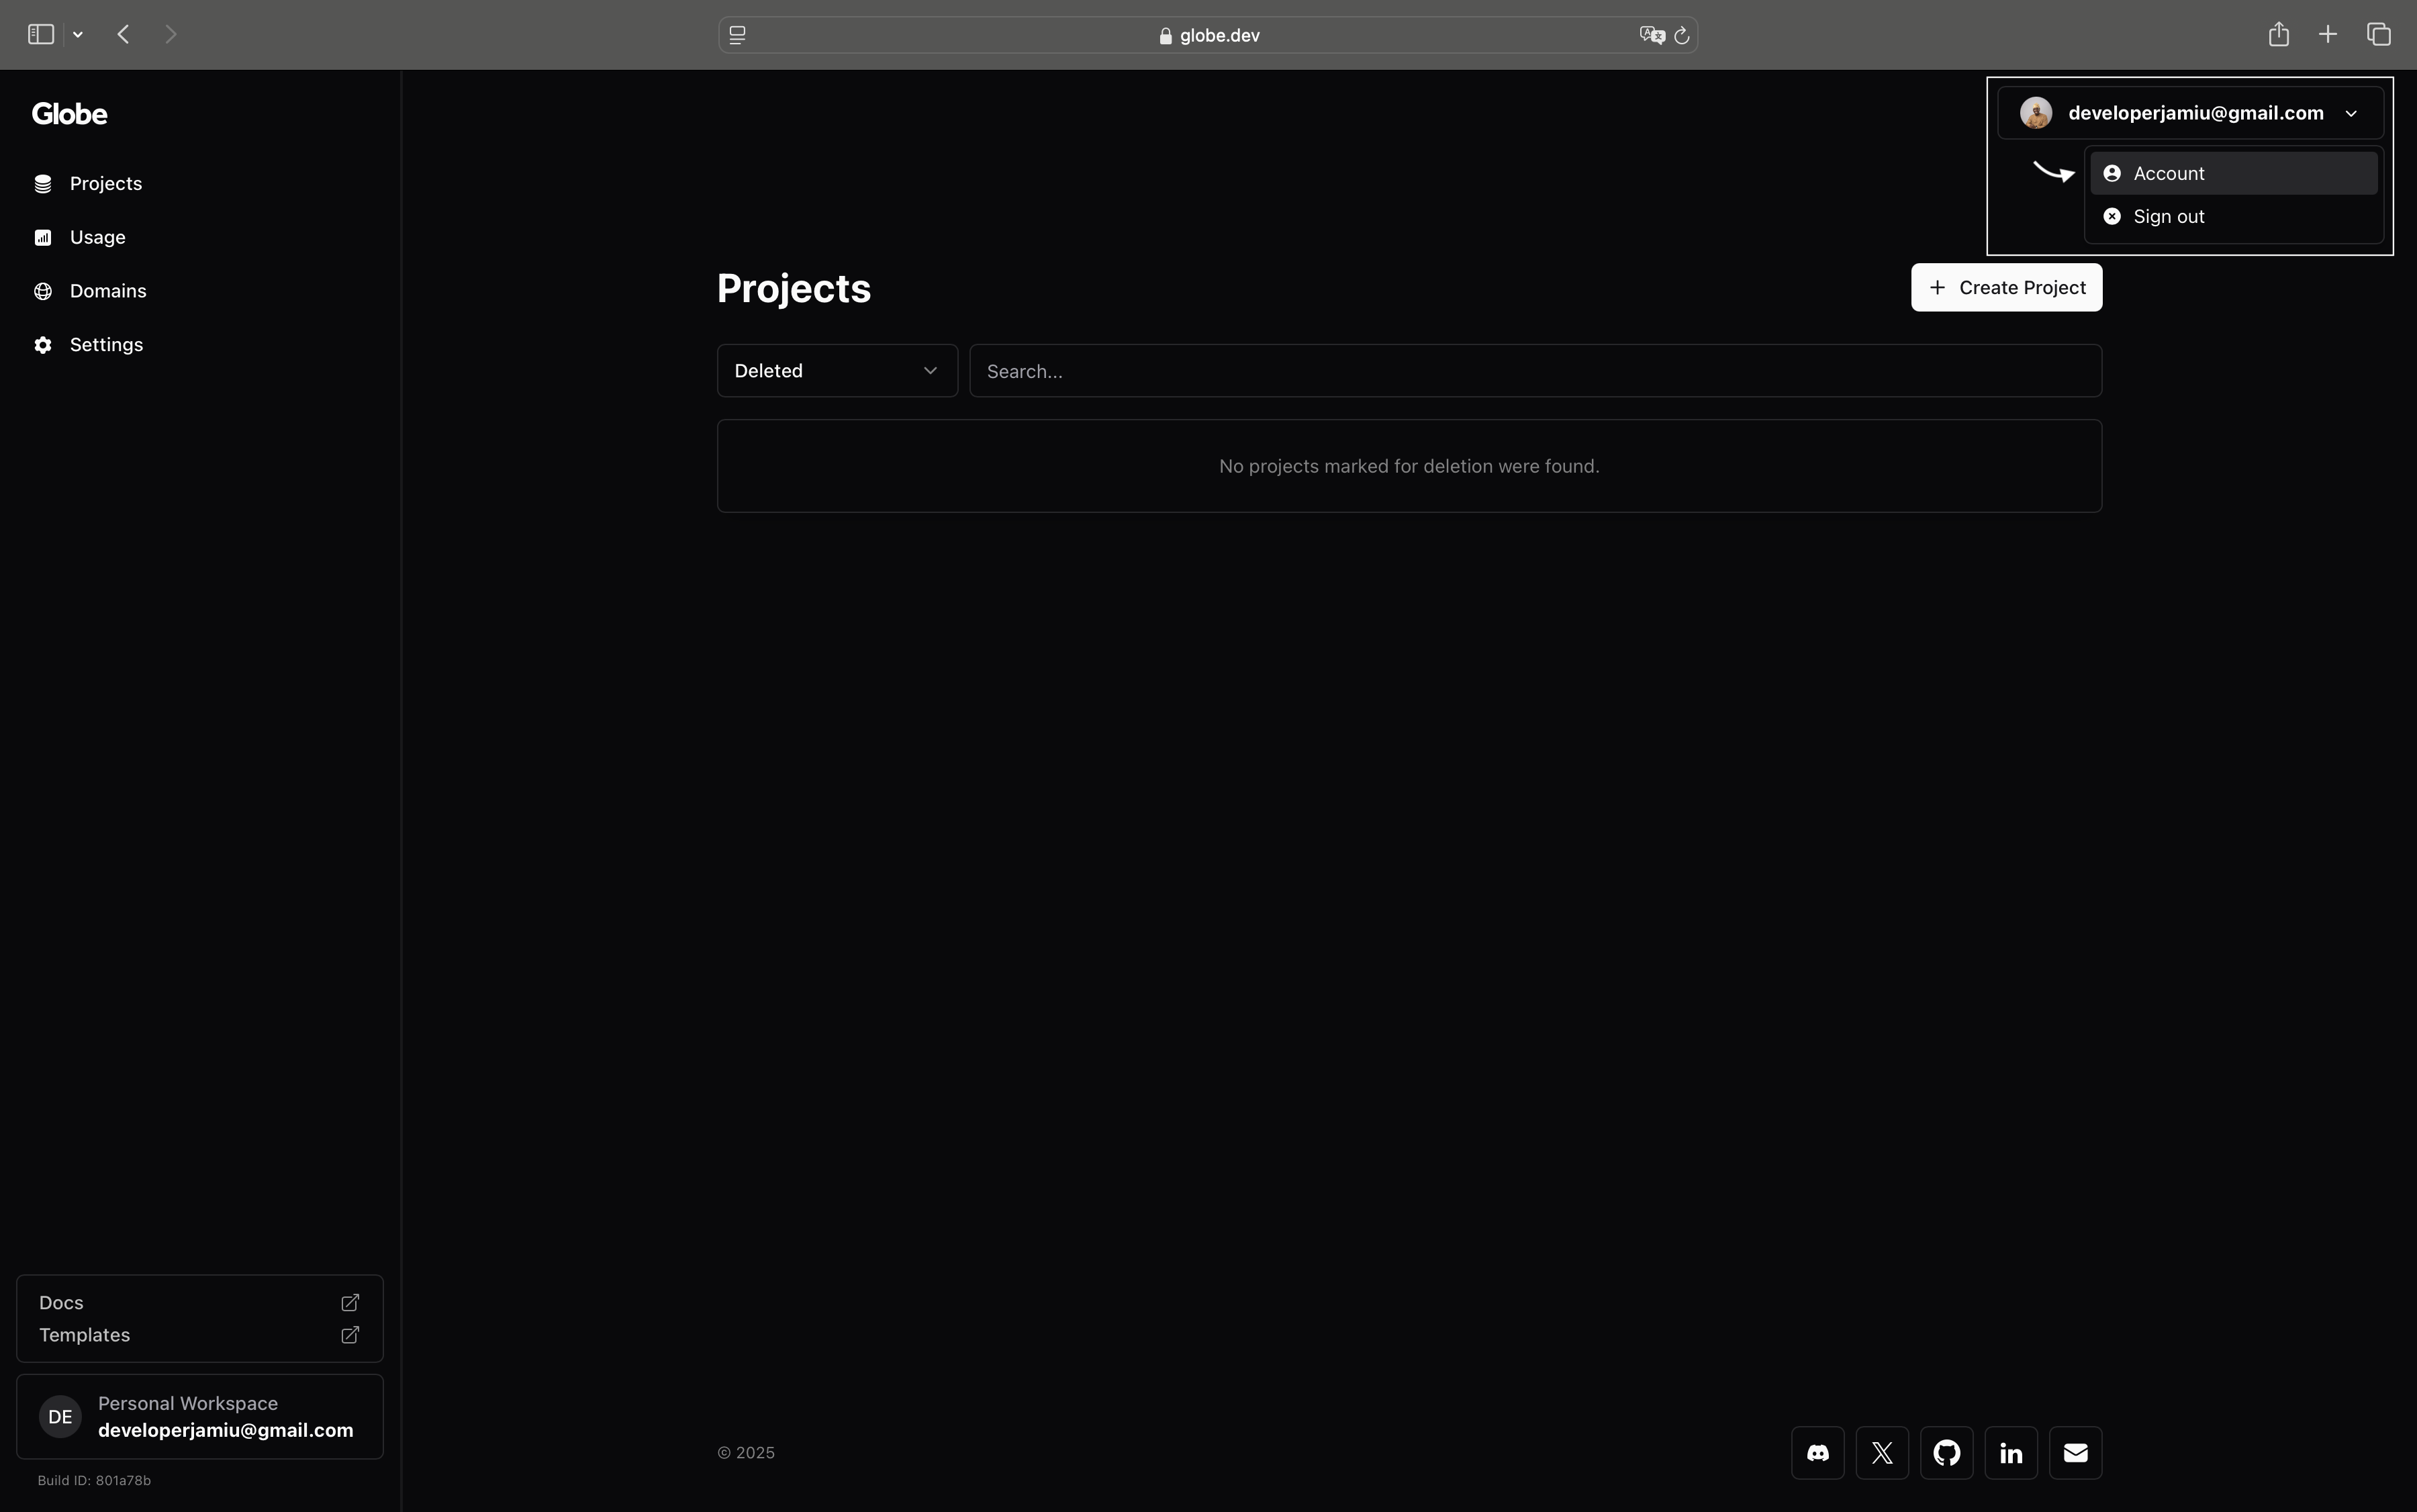 globe.dev
Globe
developerjamiu@gmail.com
Account
Sign out
Projects
Usage
Domains
Settings
Projects
+ Create Project
Deleted
Search...
No projects marked for deletion were found.
Docs
Templates
DE
Personal Workspace
developerjamiu@gmail.com
Build ID: 801a78b
© 2025